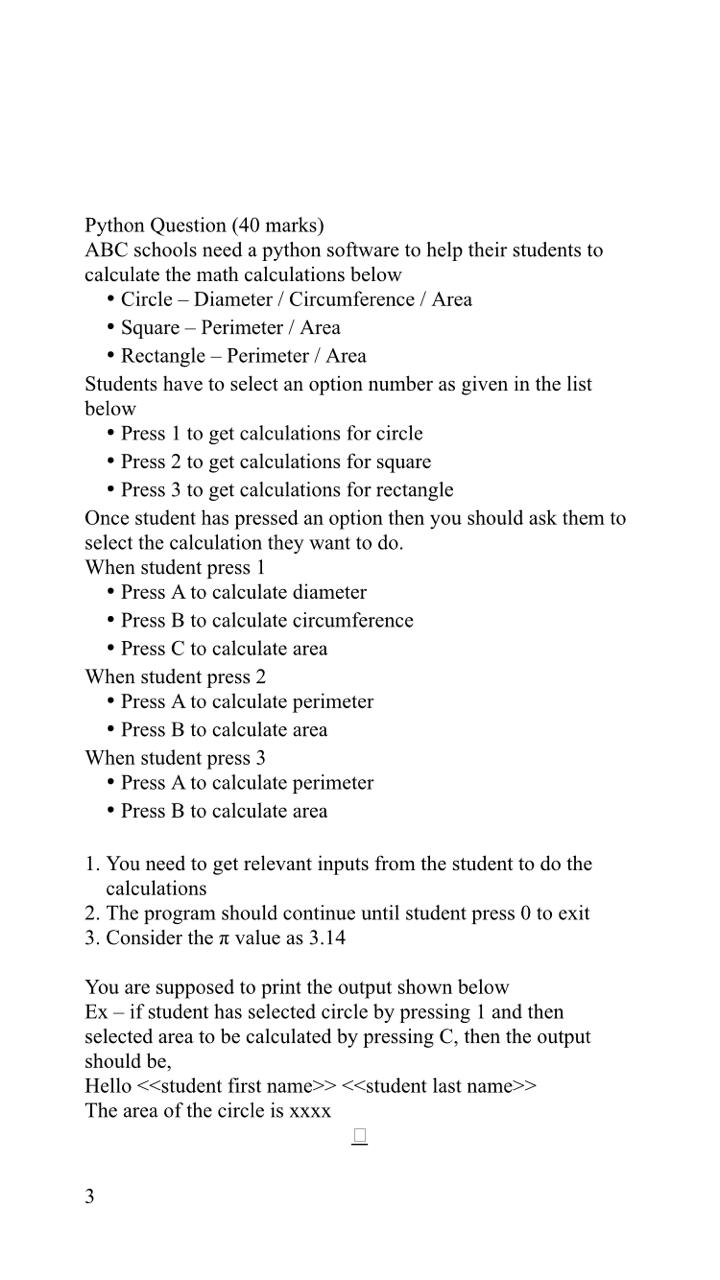 Python Question (40 marks)
ABC schools need a python software to help their students to
calculate the math calculations below
• Circle – Diameter / Circumference / Area
• Square – Perimeter / Area
• Rectangle – Perimeter / Area
Students have to select an option number as given in the list
below
• Press 1 to get calculations for circle
• Press 2 to get calculations for square
• Press 3 to get calculations for rectangle
Once student has pressed an option then you should ask them to
select the calculation they want to do.
When student press 1
• Press A to calculate diameter
• Press B to calculate circumference
• Press C to calculate area
When student press 2
• Press A to calculate perimeter
• Press B to calculate area
When student press 3
• Press A to calculate perimeter
• Press B to calculate area
1. You need to get relevant inputs from the student to do the
calculations
2. The program should continue until student press 0 to exit
3. Consider the π value as 3.14
You are supposed to print the output shown below
Ex – if student has selected circle by pressing 1 and then
selected area to be calculated by pressing C, then the output
should be,
Hello <<student first name>> <<student last name>>
The area of the circle is xxxx
3